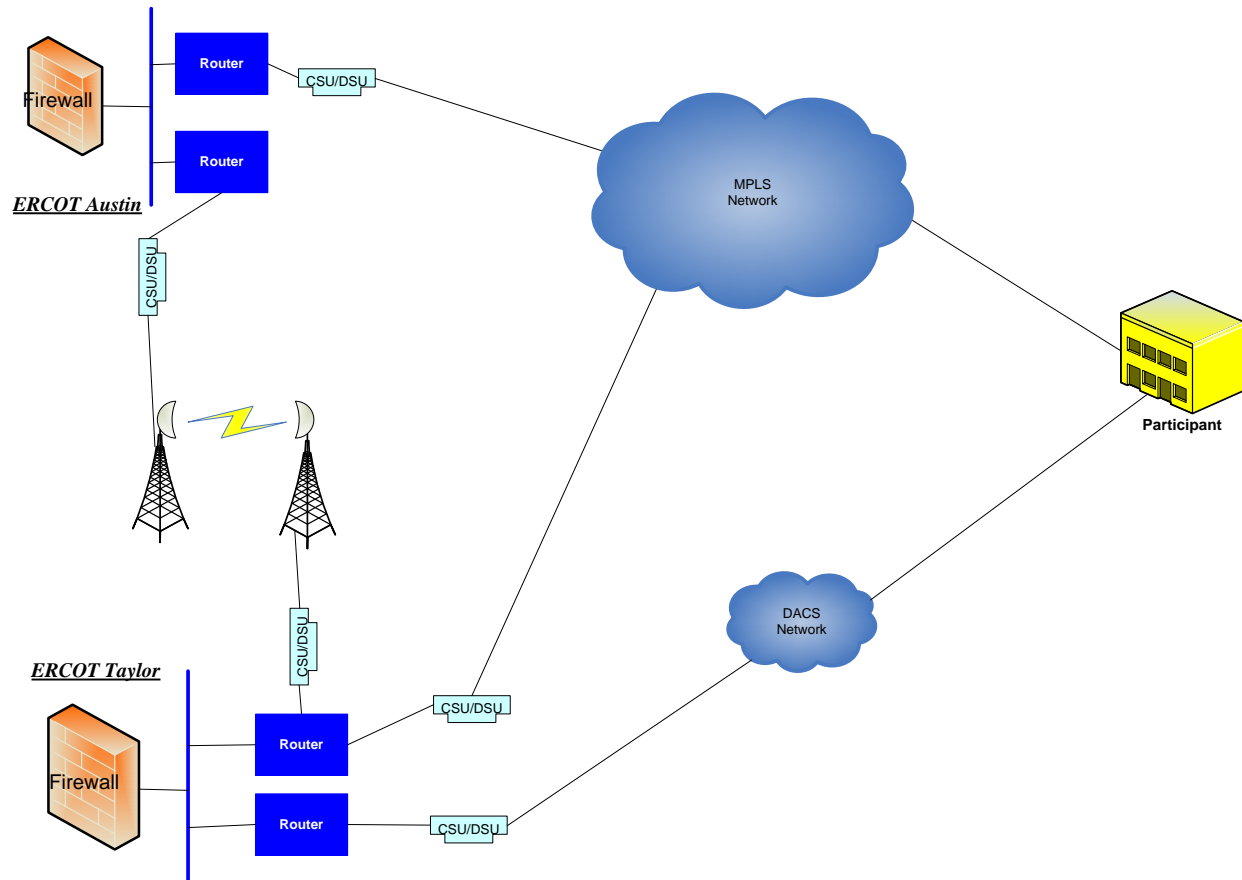 Router
CSU/DSU
Firewall
Router
ERCOT Austin
CSU/DSU
MPLS
Network
Participant
DACS
Network
CSU/DSU
ERCOT Taylor
CSU/DSU
Router
Firewall
Router
CSU/DSU